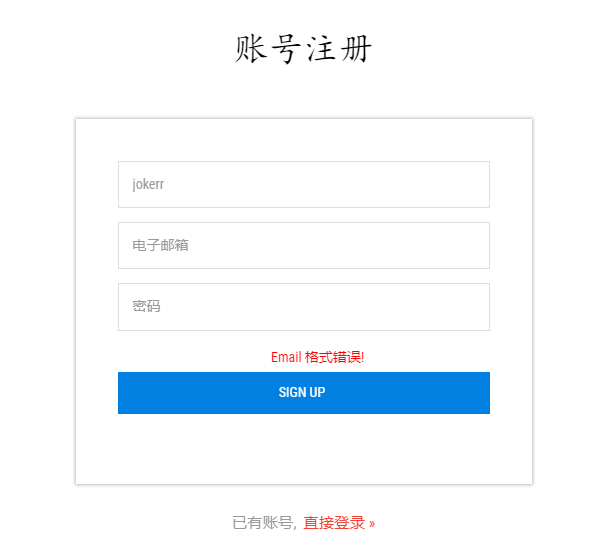 账号注册
jokerr
电子邮箱
密码
Email 格式错误!
SIGN UP
已有账号, 直接登录 »